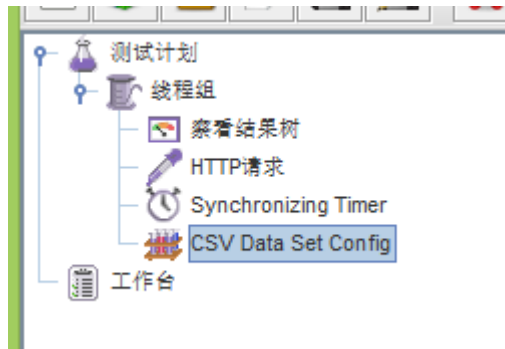 测试计划
线程组
察看结果树
HTTP请求
Synchronizing Timer
CSV Data Set Config
工作台